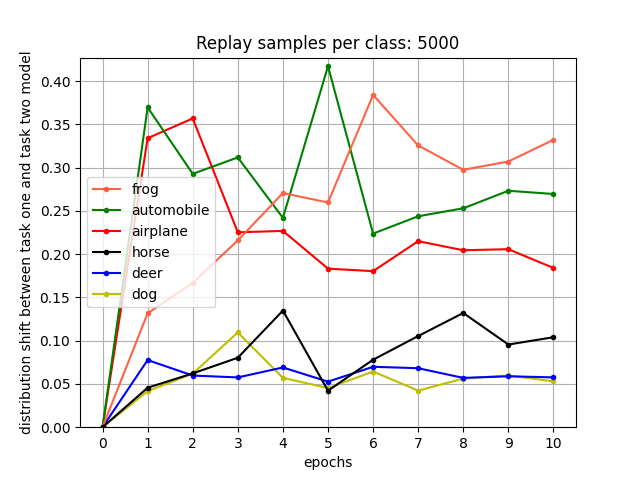 Replay samples per class: 5000
distribution shift between task one and task two model
0.40
0.35
0.30
0.25
0.20
0.15
0.10
0.05
0.00
frog
automobile
airplane
horse
deer
dog
0 1 2 3 4 5 6 7 8 9 10
epochs